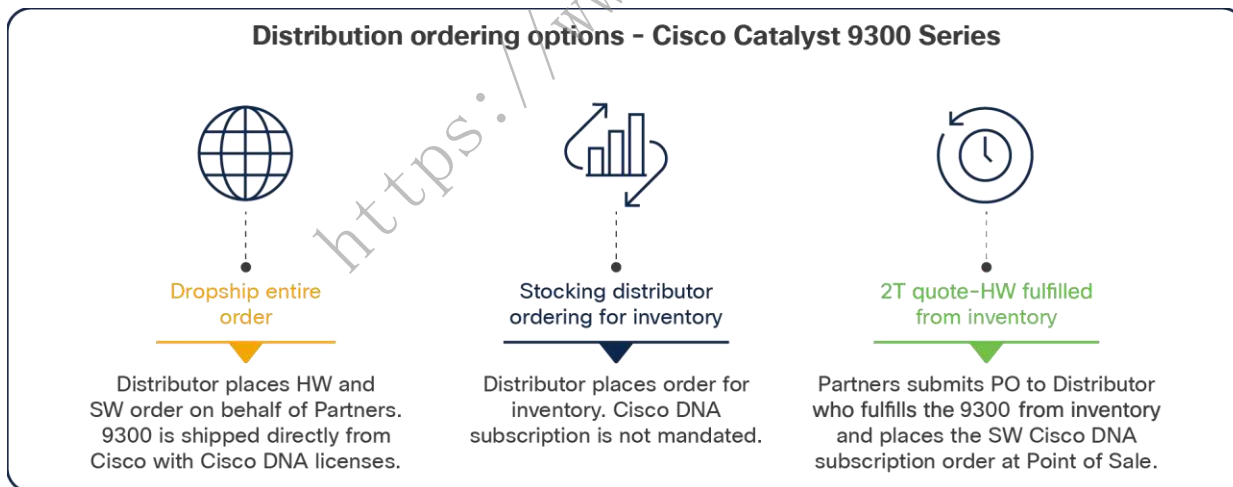 Distribution ordering options – Cisco Catalyst 9300 Series
Dropship entire
order
Distributor places HW and
SW order on behalf of Partners.
9300 is shipped directly from
Cisco with Cisco DNA licenses.
Stocking distributor
ordering for inventory
Distributor places order for
inventory. Cisco DNA
subscription is not mandated.
2T quote-HW fulfilled
from inventory
Partners submits PO to Distributor
who fulfills the 9300 from inventory
and places the SW Cisco DNA
subscription order at Point of Sale.
https://www.